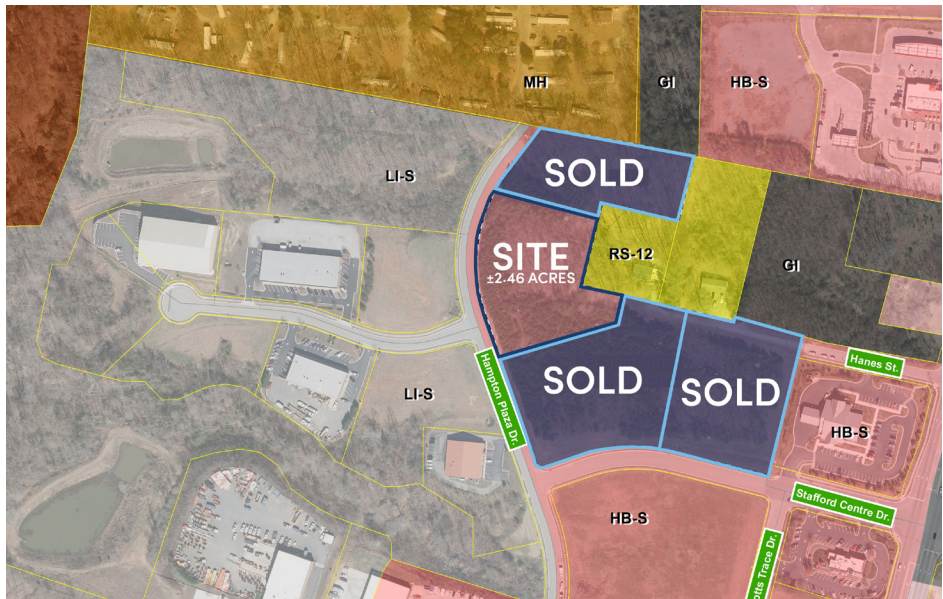 MH
GI
HB-S
LI-S
SOLD
SITE
±2.46 ACRES
RS-12
GI
Hampton Plaza Dr.
LI-S
SOLD
SOLD
Hanes St.
HB-S
Stafford Centre Dr.
HB-S
otts Trace Dr.